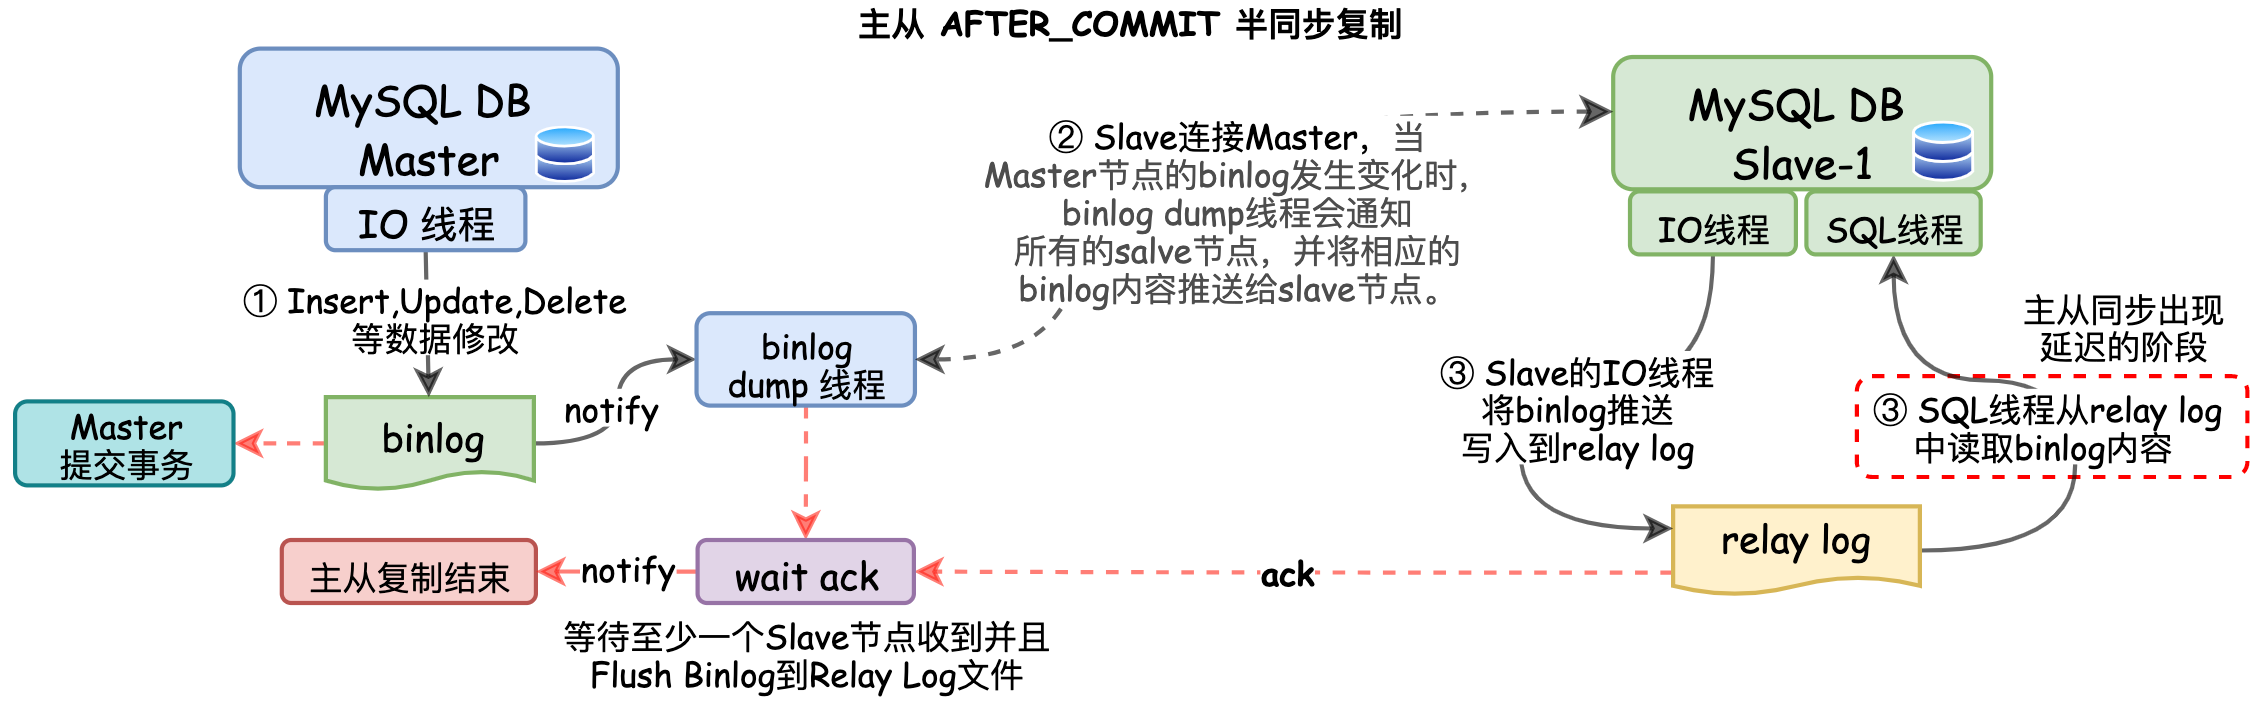 主从 AFTER_COMMIT 半同步复制
MySQL DB
Master
IO 线程
① Insert,Update,Delete
等数据修改
binlog
Master
提交事务
notify
binlog
dump 线程
② Slave连接Master，当
Master节点的binlog发生变化时，
binlog dump线程会通知
所有的salve节点，并将相应的
binlog内容推送给slave节点。
MySQL DB
Slave-1
IO线程
SQL线程
③ Slave的IO线程
将binlog推送
写入到relay log
主从同步出现
延迟的阶段
③ SQL线程从relay log
中读取binlog内容
relay log
ack
wait ack
notify
主从复制结束
等待至少一个Slave节点收到并且
Flush Binlog到Relay Log文件